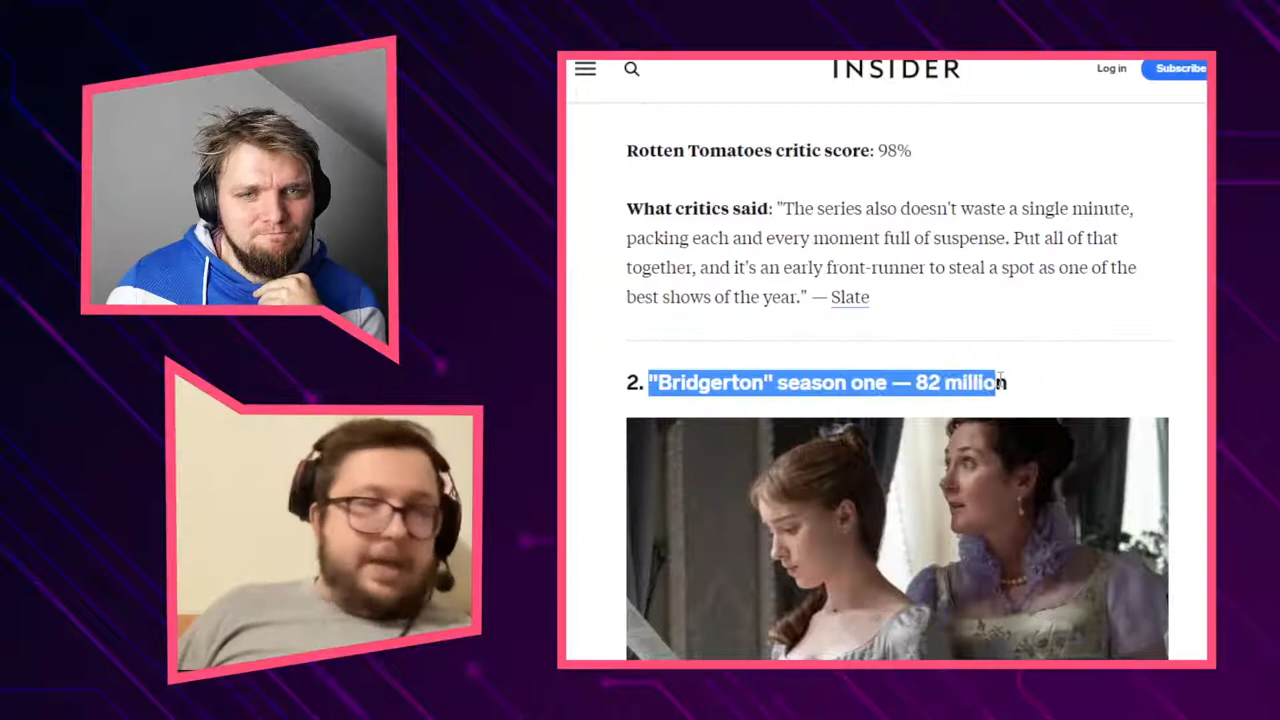 INSIDER
Log in
Subscribe
Rotten Tomatoes critic score: 98%
What critics said: "The series also doesn't waste a single minute,
packing each and every moment full of suspense. Put all of that
together, and it's an early front-runner to steal a spot as one of the
best shows of the year." — Slate
2. "Bridgerton" season one — 82 million